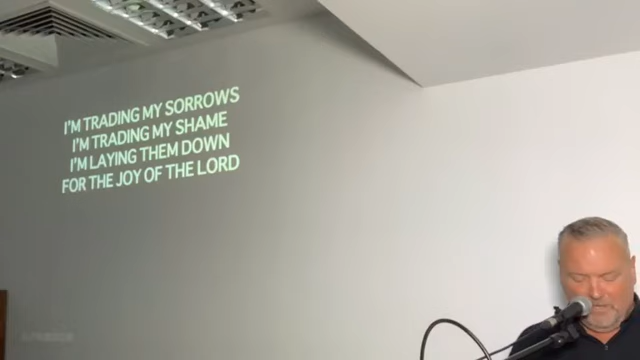 I'M TRADING MY SORROWS
I'M TRADING MY SHAME
I'M LAYING THEM DOWN
FOR THE JOY OF THE LORD